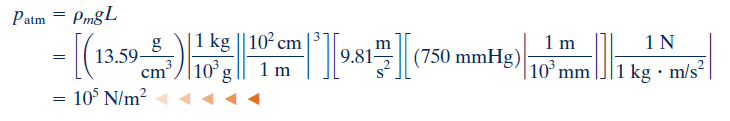 p_atm = ρ_m gL
= [(13.59 g/cm³) |1 kg/10³ g| |10² cm/1 m|³] [9.81 m/s²] [(750 mmHg) |1 m/10³ mm|] |1 N/1 kg · m/s²|
= 10⁵ N/m² ◄ ◄ ◄ ◄ ◄